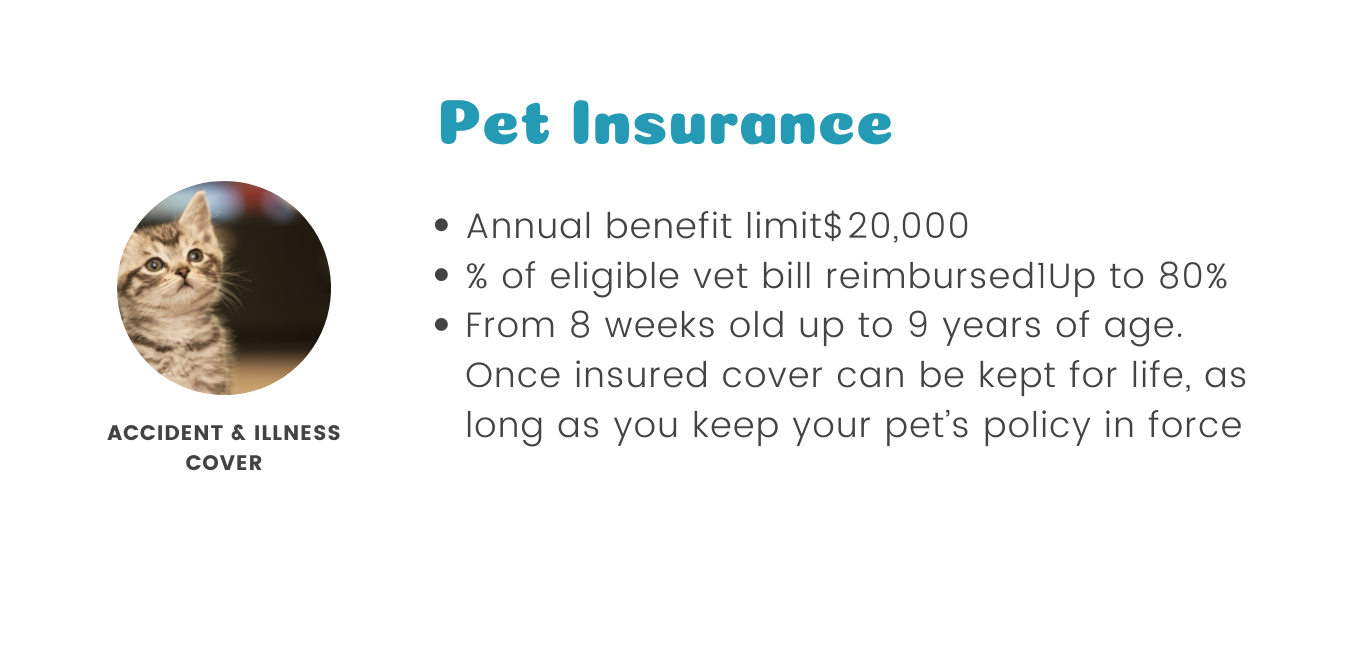 Pet Insurance
Annual benefit limit$20,000
% of eligible vet bill reimbursed1Up to 80%
From 8 weeks old up to 9 years of age.
Once insured cover can be kept for life, as
long as you keep your pet’s policy in force
ACCIDENT & ILLNESS
COVER